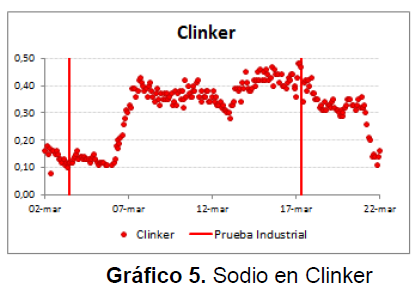 Clinker
0,50
0,40
0,30
0,20
0,10
0,00
02-mar 07-mar 12-mar 17-mar 22-mar
Clinker Prueba Industrial
Gráfico 5. Sodio en Clinker